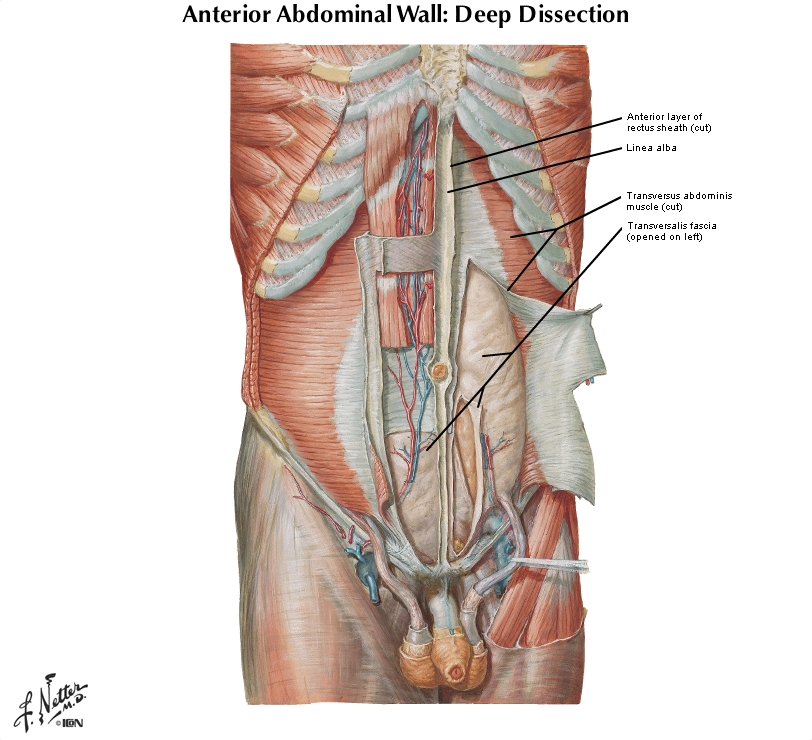 Anterior Abdominal Wall: Deep Dissection
Anterior layer of
rectus sheath (cut)
Linea alba
Transversus abdominis
muscle (cut)
Transversalis fascia
(opened on left)
F. Netter
M.D.
©ICON